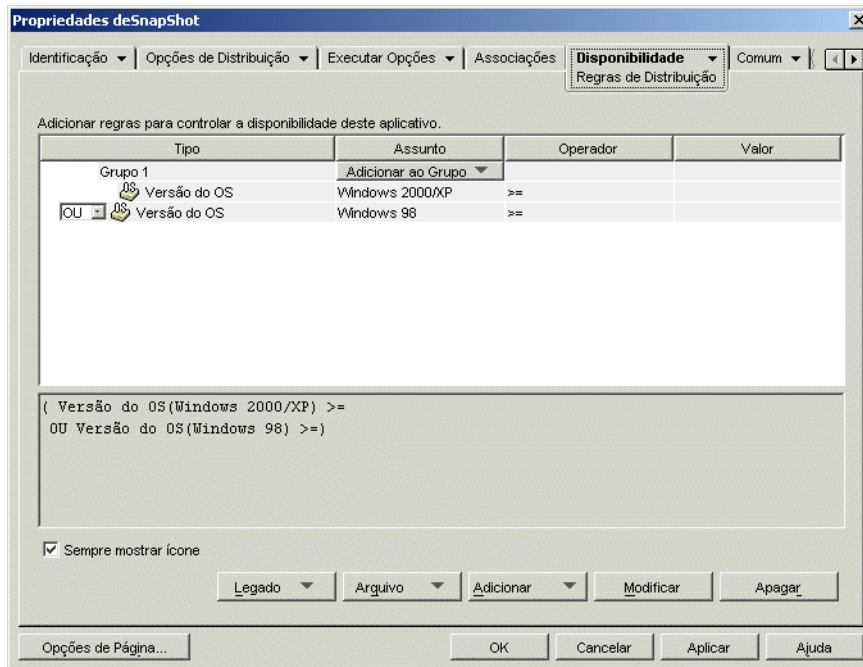 Propriedades deSnapShot
Identificação Opções de Distribuição Executar Opções Associações Disponibilidade Comum
Regras de Distribuição
Adicionar regras para controlar a disponibilidade deste aplicativo.
Tipo Assunto Operador Valor
Grupo 1 Adicionar ao Grupo
Versão do OS Windows 2000/XP >=
OU Versão do OS Windows 98 >=
( Versão do OS(Windows 2000/XP) >=
OU Versão do OS(Windows 98) >=)
Sempre mostrar ícone
Legado Arquivo Adicionar Modificar Apagar
Opções de Página... OK Cancelar Aplicar Ajuda